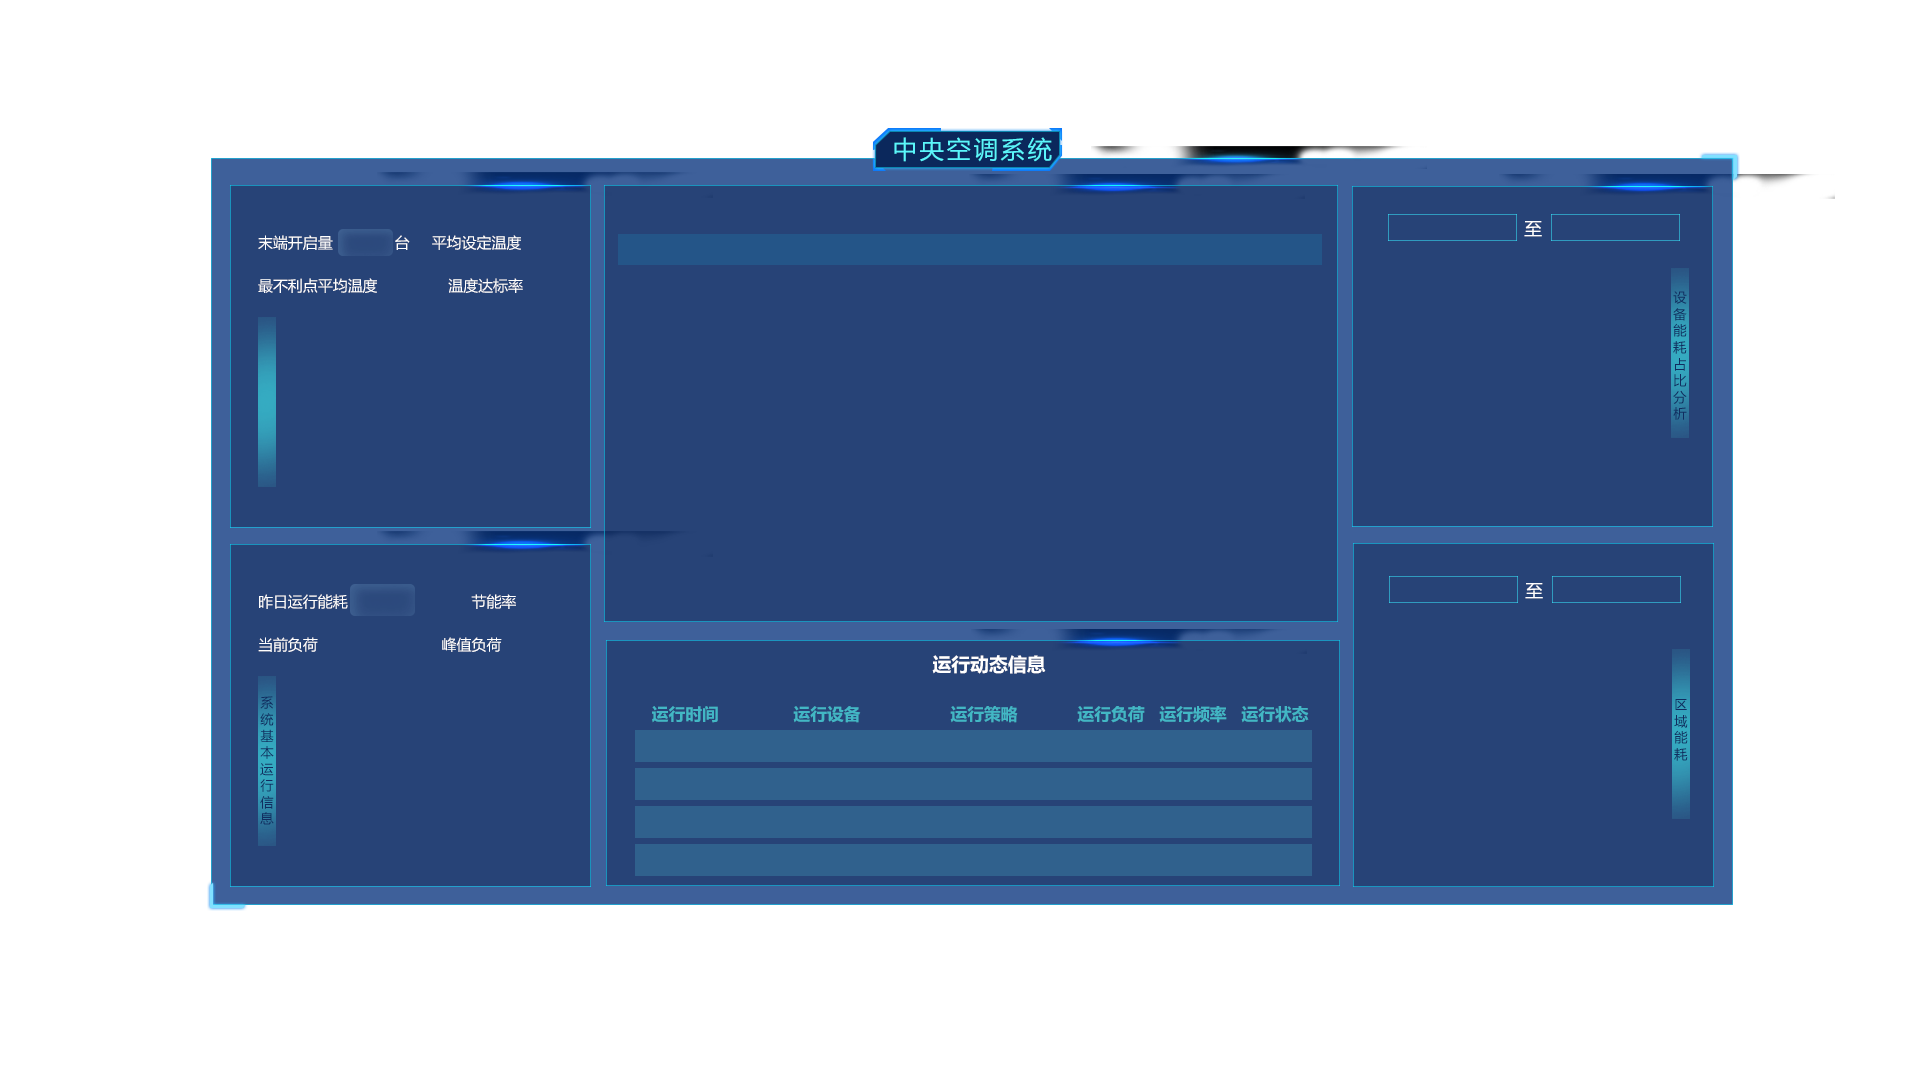 中央空调系统
末端开启量 台 平均设定温度
最不利点平均温度 温度达标率
昨日运行能耗 节能率
当前负荷 峰值负荷
系统基本运行信息
运行动态信息
运行时间 运行设备 运行策略 运行负荷 运行频率 运行状态
至
设备能耗占比分析
至
区域能耗